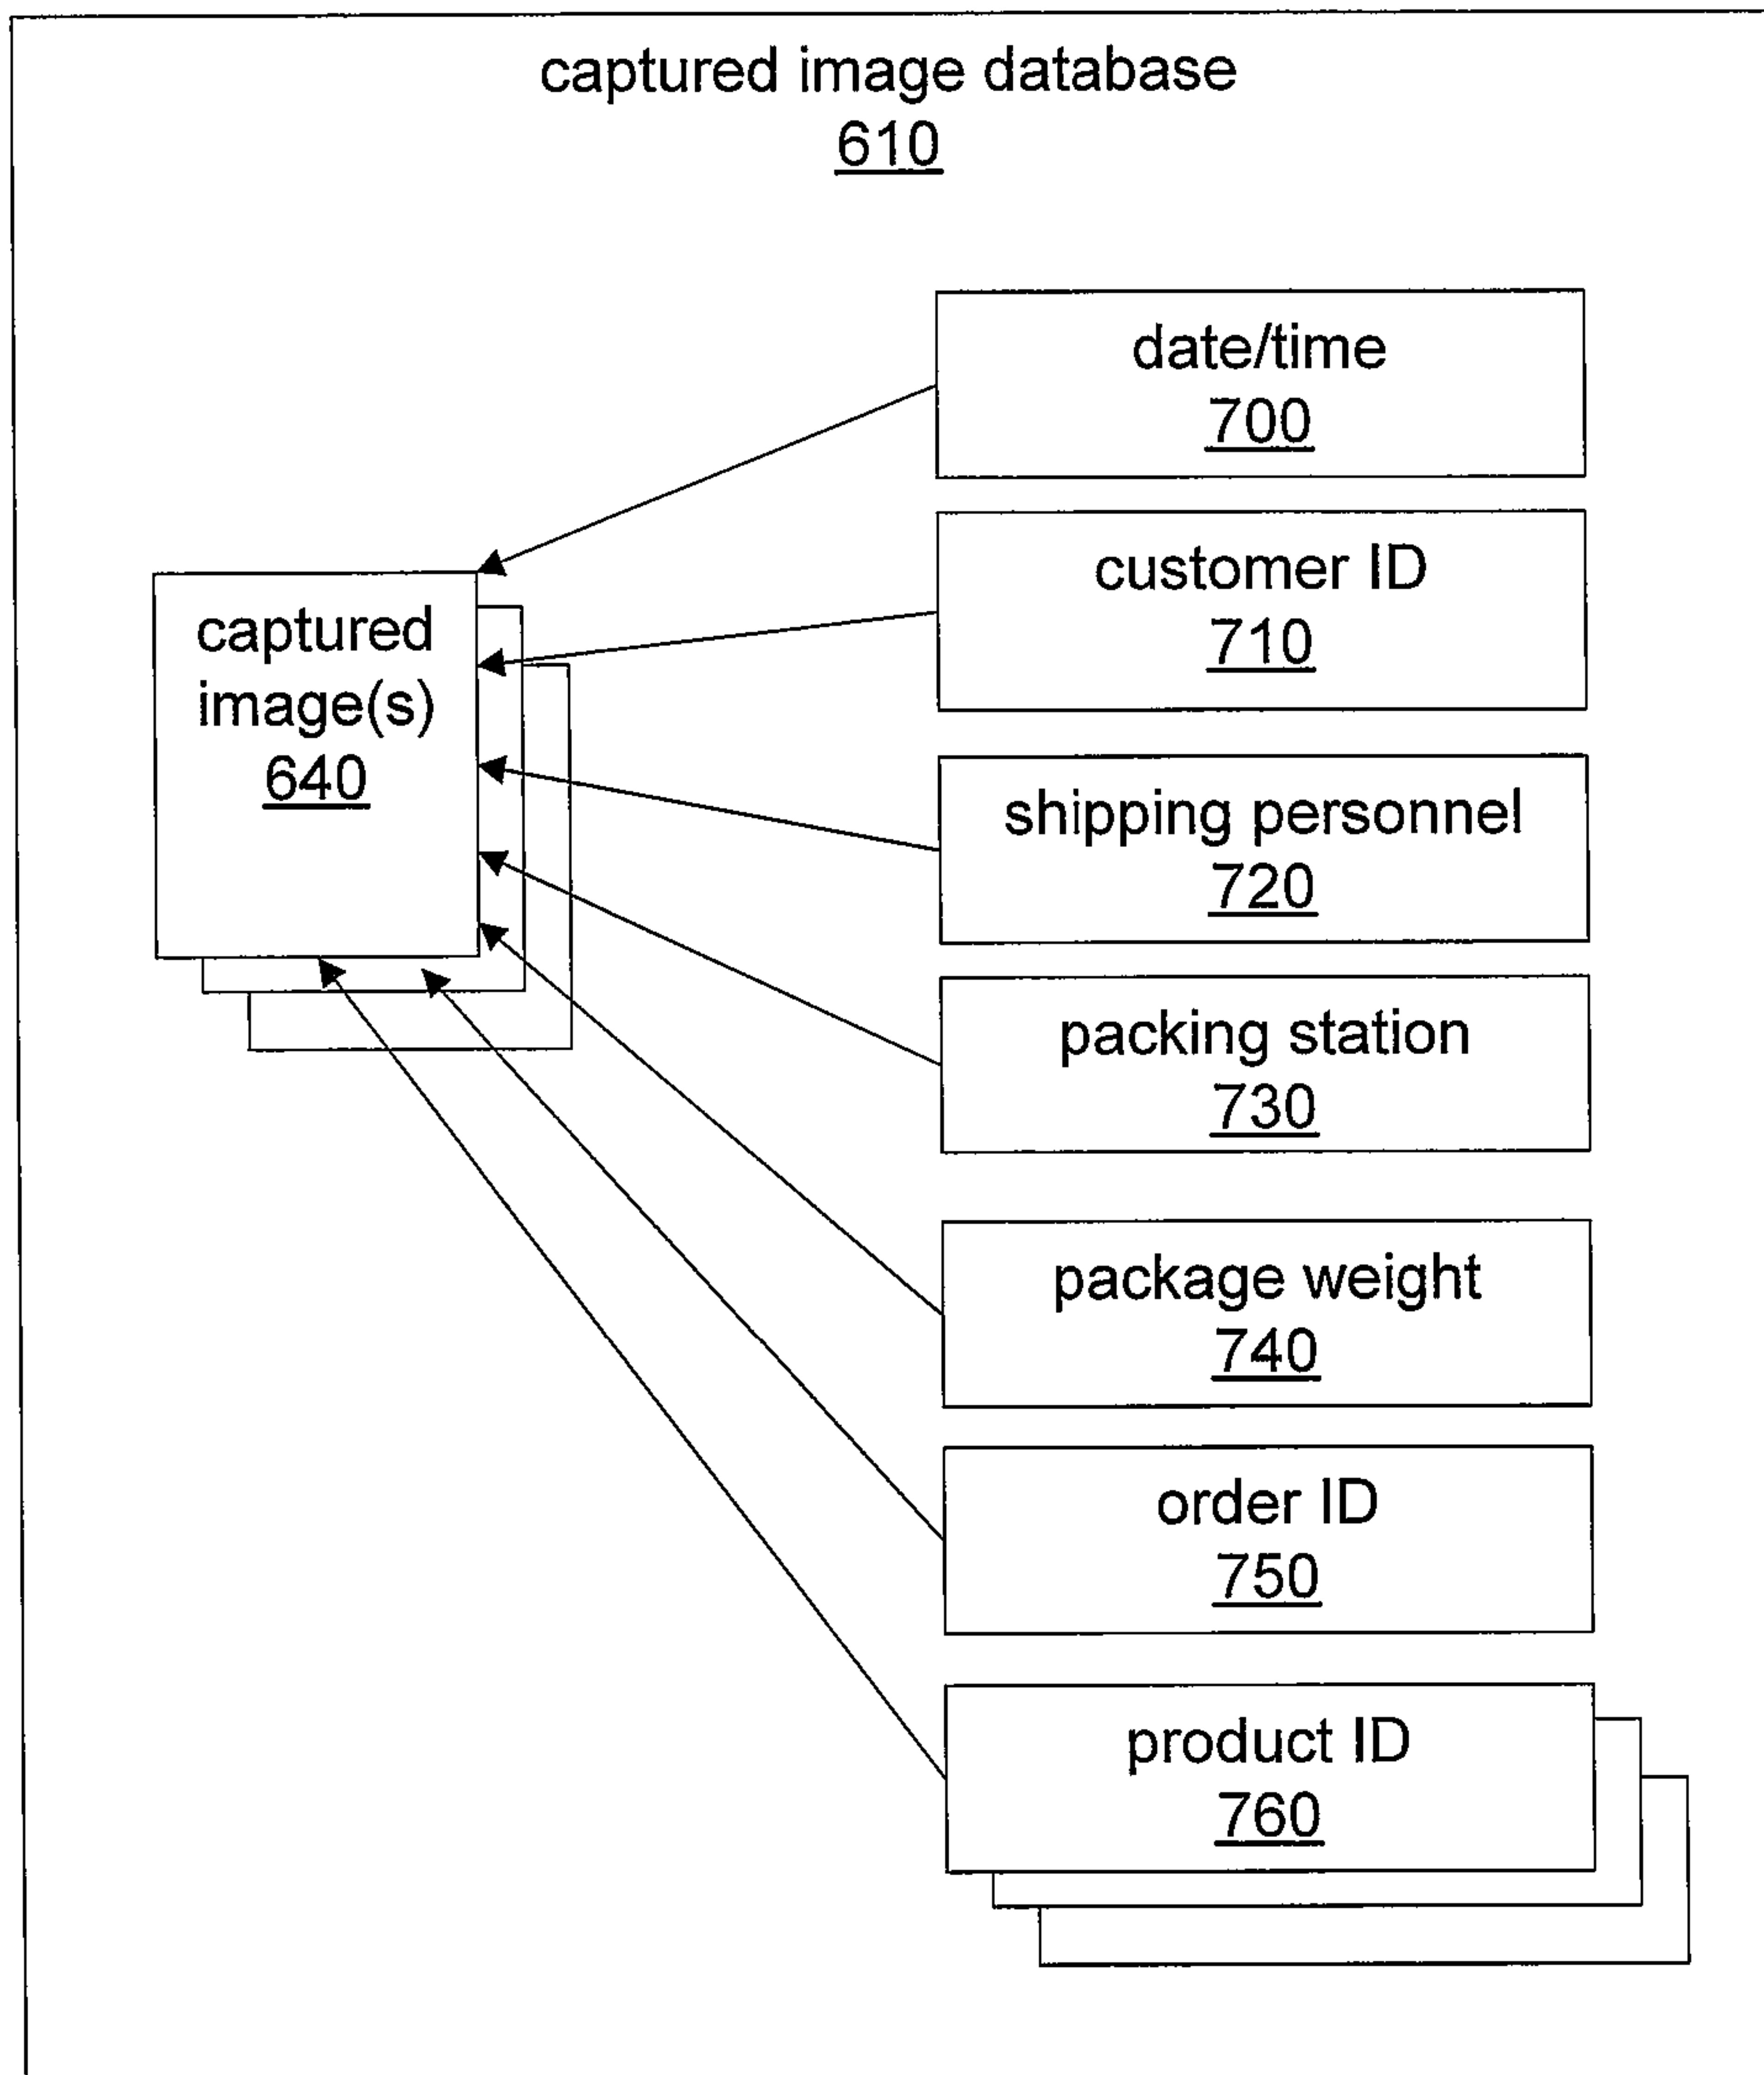 captured image database
610
date/time
700
customer ID
710
captured
image(s)
640
shipping personnel
720
packing station
730
package weight
740
order ID
750
product ID
760